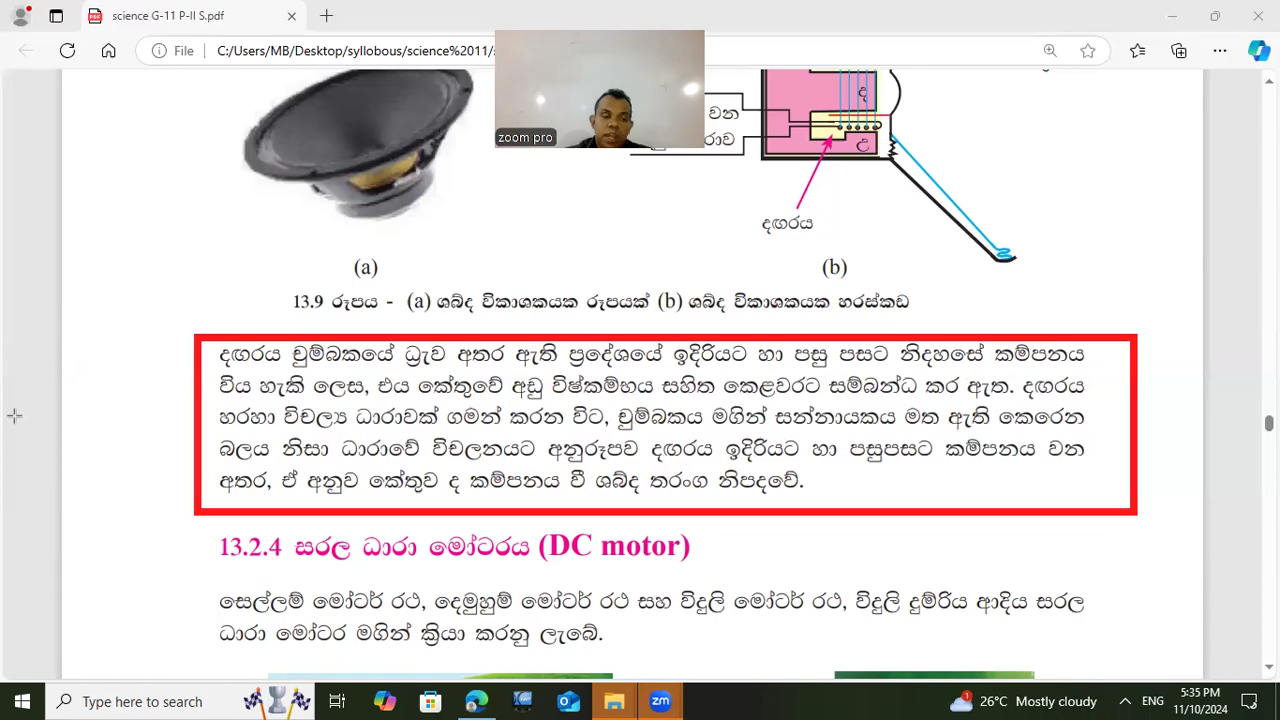 science G-11 P-II S.pdf
File
C:/Users/MB/Desktop/syllobous/science%2011/
zoom pro
ද
වන
රාව
උ
දඟරය
(a)
(b)
13.9 රූපය - (a) ශබ්ද විකාශකයක රූපයක් (b) ශබ්ද විකාශකයක හරස්කඩ
දඟරය චුම්බකයේ ධ්‍රැව අතර ඇති ප්‍රදේශයේ ඉදිරියට හා පසු පසට නිදහසේ කම්පනය
විය හැකි ලෙස, එය කේතුවේ අඩු විෂ්කම්භය සහිත කෙළවරට සම්බන්ධ කර ඇත. දඟරය
හරහා විචල්‍ය ධාරාවක් ගමන් කරන විට, චුම්බකය මගින් සන්නායකය මත ඇති කෙරෙන
බලය නිසා ධාරාවේ විචලනයට අනුරූපව දඟරය ඉදිරියට හා පසුපසට කම්පනය වන
අතර, ඒ අනුව කේතුව ද කම්පනය වී ශබ්ද තරංග නිපදවේ.
13.2.4 සරල ධාරා මෝටරය (DC motor)
සෙල්ලම් මෝටර් රථ, දෙමුහුම් මෝටර් රථ සහ විදුලි මෝටර් රථ, විදුලි දුම්රිය ආදිය සරල
ධාරා මෝටර මගින් ක්‍රියා කරනු ලැබේ.
Type here to search
zm
26°C Mostly cloudy
ENG
5:35 PM
11/10/2024